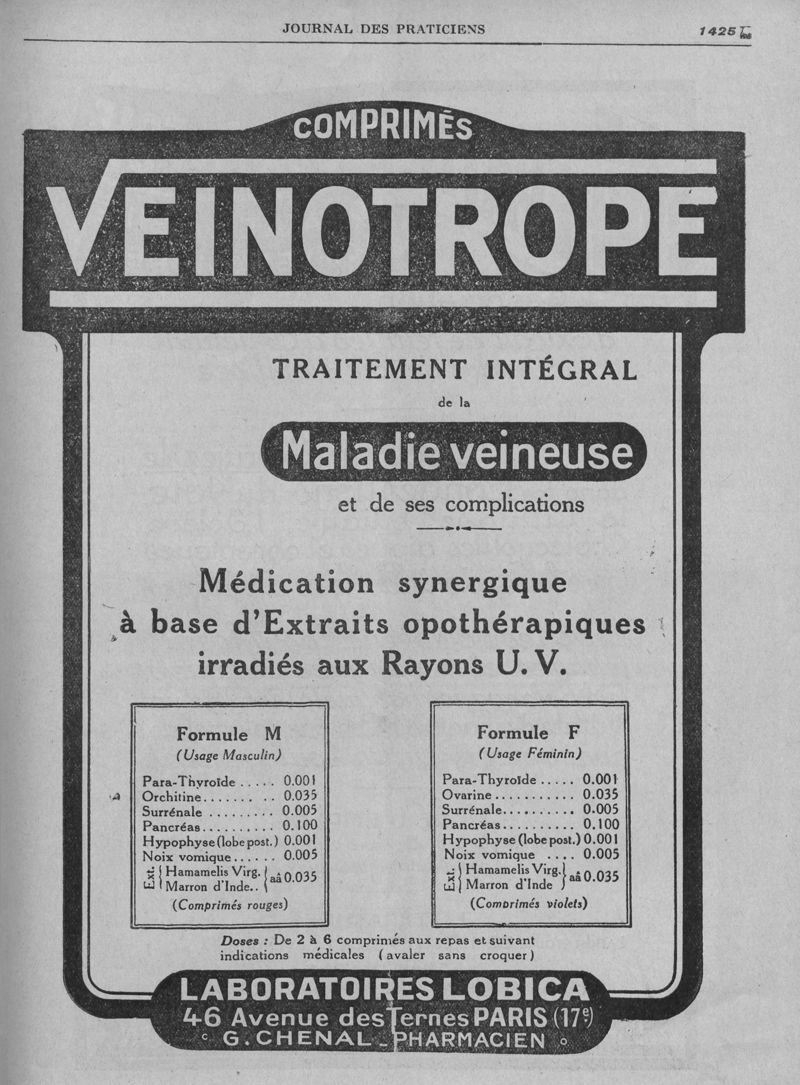 JOURNAL DES PRATICIENS 1425
COMPRIMÉS
VEINOTROPE
TRAITEMENT INTÉGRAL
de la
Maladie veineuse
et de ses complications
Médication synergique
à base d'Extraits opothérapiques
irradiés aux Rayons U. V.
Formule M
(Usage Masculin)
Para-Thyroïde ..... 0.001
Orchitine....... .. 0.035
Surrénale ......... 0.005
Pancréas.......... 0.100
Hypophyse (lobe post.) 0.001
Noix vomique...... 0.005
Ext. { Hamamelis Virg. } aâ 0.035
Marron d'Inde..
(Comprimés rouges)
Formule F
(Usage Féminin)
Para-Thyroïde ..... 0.001
Ovarine........... 0.035
Surrénale.......... 0.005
Pancréas.......... 0.100
Hypophyse (lobe post.) 0.001
Noix vomique .... 0.005
Ext. { Hamamelis Virg. } aâ 0.035
Marron d'Inde
(Comprimés violets)
Doses : De 2 à 6 comprimés aux repas et suivant
indications médicales (avaler sans croquer)
LABORATOIRES LOBICA
46 Avenue des Ternes PARIS (17e)
G. CHENAL - PHARMACIEN